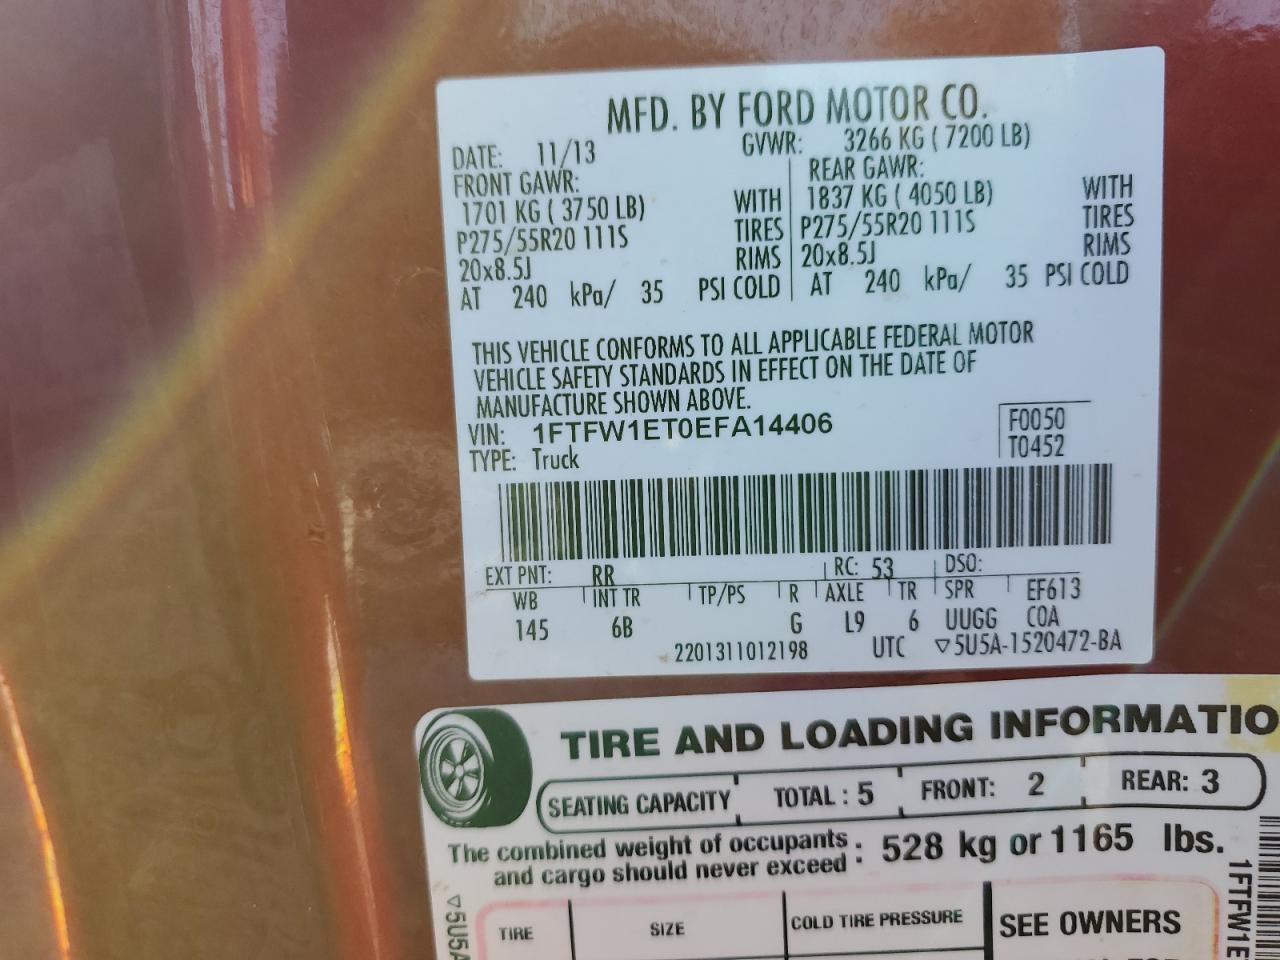 MFD. BY FORD MOTOR CO.
DATE: 11/13 GVWR: 3266 KG ( 7200 LB)
FRONT GAWR: REAR GAWR:
1701 KG ( 3750 LB) WITH 1837 KG ( 4050 LB) WITH
P275/55R20 111S TIRES P275/55R20 111S TIRES
20x8.5J RIMS 20x8.5J RIMS
AT 240 kPa/ 35 PSI COLD AT 240 kPa/ 35 PSI COLD
THIS VEHICLE CONFORMS TO ALL APPLICABLE FEDERAL MOTOR
VEHICLE SAFETY STANDARDS IN EFFECT ON THE DATE OF
MANUFACTURE SHOWN ABOVE.
VIN: 1FTFW1ET0EFA14406 F0050
TYPE: Truck T0452
EXT PNT: RR RC: 53 DSO:
WB INT TR TP/PS R AXLE TR SPR EF613
145 6B G L9 6 UUGG COA
2201311012198 UTC ▽5U5A-1520472-BA
TIRE AND LOADING INFORMATIO
SEATING CAPACITY TOTAL : 5 FRONT: 2 REAR: 3
The combined weight of occupants
and cargo should never exceed : 528 kg or 1165 lbs.
TIRE SIZE COLD TIRE PRESSURE SEE OWNERS
▽5U5A
1FTFW1E